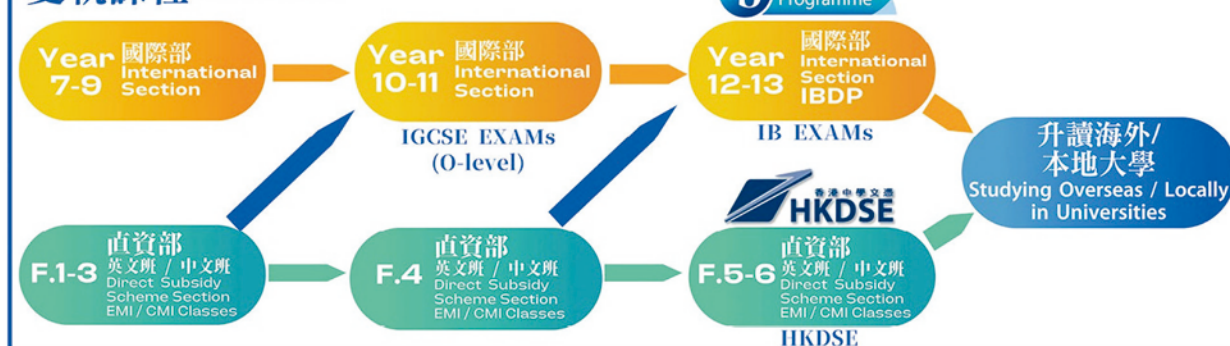 雙軌課程
Programme
Year
7-9
國際部
International
Section
Year
10-11
國際部
International
Section
IGCSE EXAMs
(O-level)
Year
12-13
國際部
International
Section
IBDP
IB EXAMs
升讀海外/
本地大學
Studying Overseas / Locally
in Universities
香港中學文憑
HKDSE
F.1-3
直資部
英文班 / 中文班
Direct Subsidy
Scheme Section
EMI / CMI Classes
F.4
直資部
英文班 / 中文班
Direct Subsidy
Scheme Section
EMI / CMI Classes
F.5-6
直資部
英文班 / 中文班
Direct Subsidy
Scheme Section
EMI / CMI Classes
HKDSE